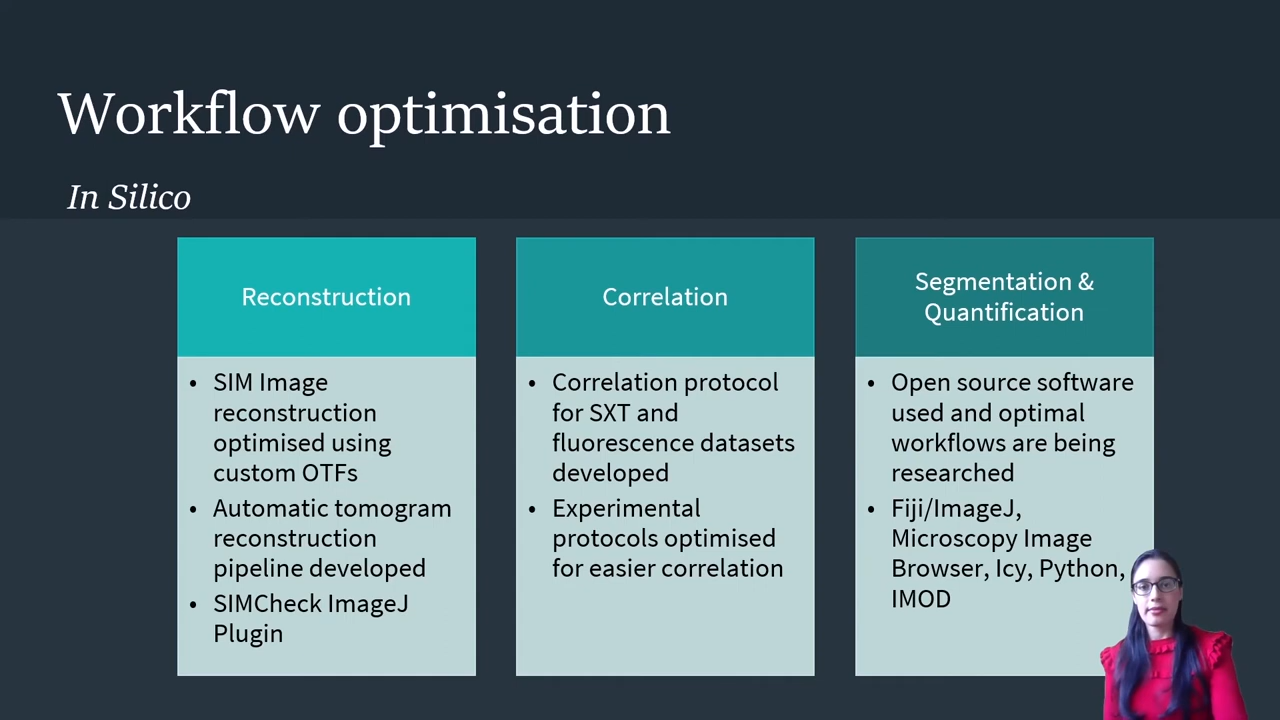 Workflow optimisation
In Silico
Reconstruction
• SIM Image
reconstruction
optimised using
custom OTFs
• Automatic tomogram
reconstruction
pipeline developed
• SIMCheck ImageJ
Plugin
Correlation
• Correlation protocol
for SXT and
fluorescence datasets
developed
• Experimental
protocols optimised
for easier correlation
Segmentation &
Quantification
• Open source software
used and optimal
workflows are being
researched
• Fiji/ImageJ,
Microscopy Image
Browser, Icy, Python,
IMOD